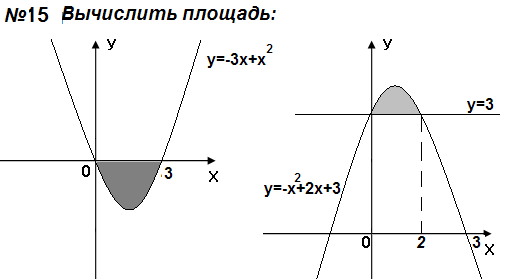 №15 Вычислить площадь:
y
y=-3x+x²
0
3
x
y
y=3
y=-x²+2x+3
0
2
3
x